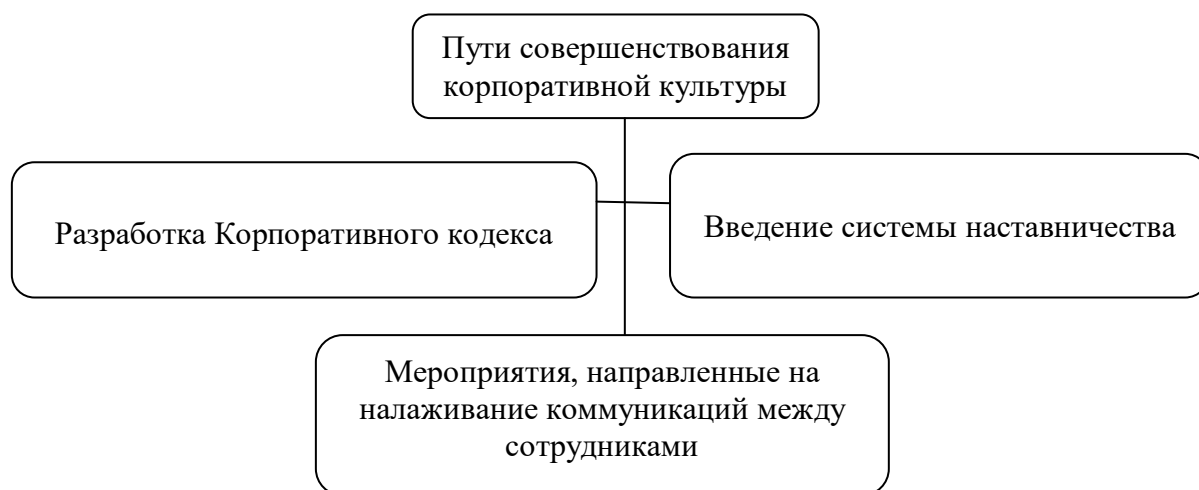 Пути совершенствования
корпоративной культуры
Разработка Корпоративного кодекса
Введение системы наставничества
Мероприятия, направленные на
налаживание коммуникаций между
сотрудниками